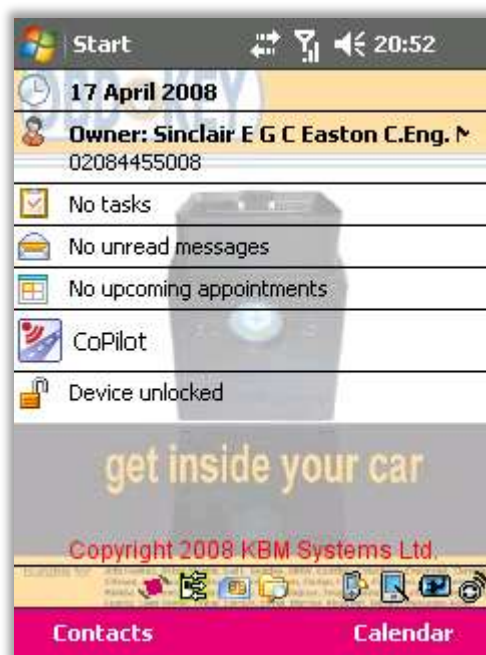 Start 20:52
17 April 2008
Owner: Sinclair E G C Easton C.Eng.
02084455008
No tasks
No unread messages
No upcoming appointments
CoPilot
Device unlocked
get inside your car
Copyright 2008 KBM Systems Ltd.
Contacts Calendar